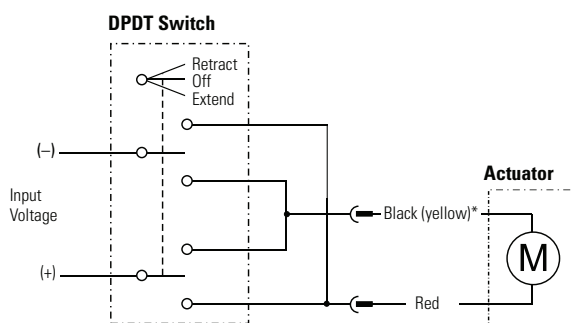 DPDT Switch
Retract
Off
Extend
(–)
Input
Voltage
(+)
Actuator
Black (yellow)*
M
Red